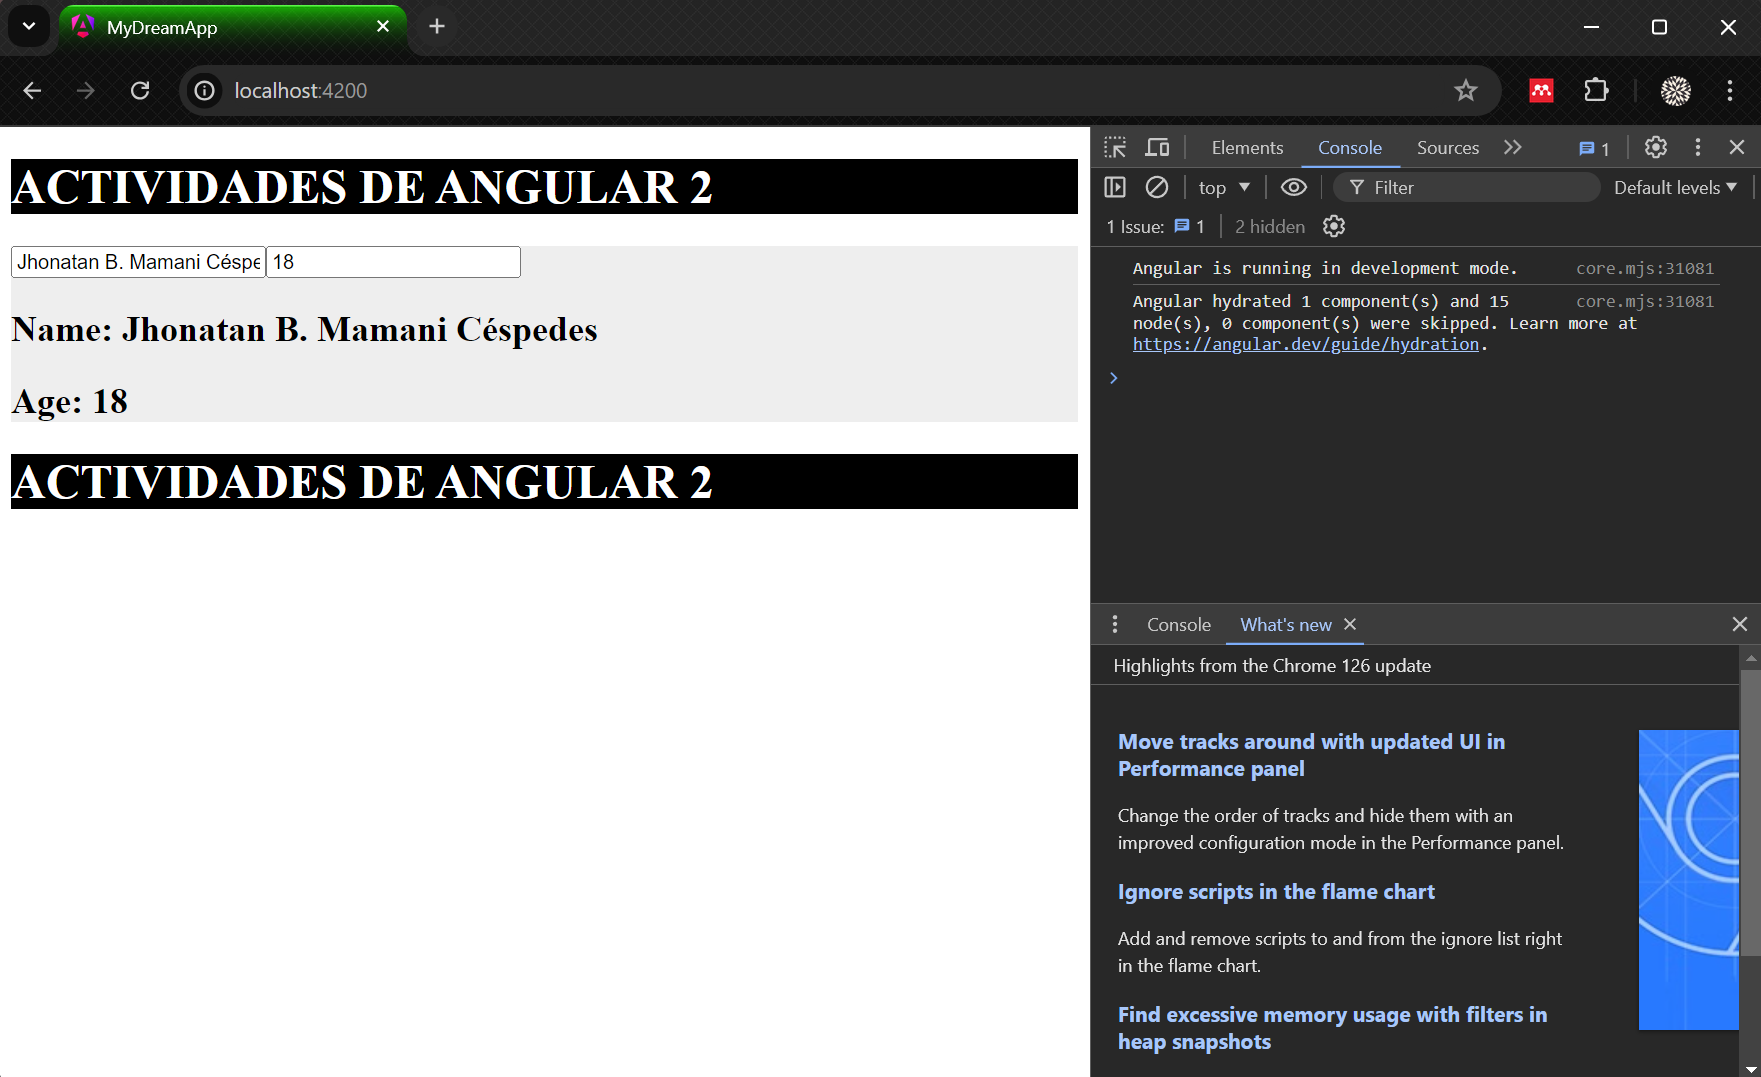 MyDreamApp
localhost:4200
ACTIVIDADES DE ANGULAR 2
Jhonatan B. Mamani Céspe 18
Name: Jhonatan B. Mamani Céspedes
Age: 18
ACTIVIDADES DE ANGULAR 2
Elements Console Sources 1
top Filter Default levels
1 Issue: 1 2 hidden
Angular is running in development mode. core.mjs:31081
Angular hydrated 1 component(s) and 15 core.mjs:31081
node(s), 0 component(s) were skipped. Learn more at
https://angular.dev/guide/hydration.
Console What's new
Highlights from the Chrome 126 update
Move tracks around with updated UI in
Performance panel
Change the order of tracks and hide them with an
improved configuration mode in the Performance panel.
Ignore scripts in the flame chart
Add and remove scripts to and from the ignore list right
in the flame chart.
Find excessive memory usage with filters in
heap snapshots